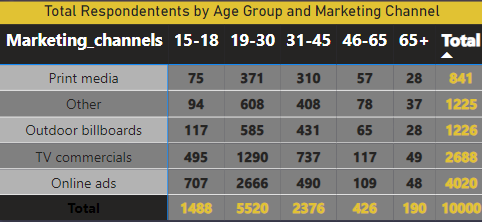 Total Respondentents by Age Group and Marketing Channel
Marketing_channels 15-18 19-30 31-45 46-65 65+ Total
Print media 75 371 310 57 28 841
Other 94 608 408 78 37 1225
Outdoor billboards 117 585 431 65 28 1226
TV commercials 495 1290 737 117 49 2688
Online ads 707 2666 490 109 48 4020
Total 1488 5520 2376 426 190 10000